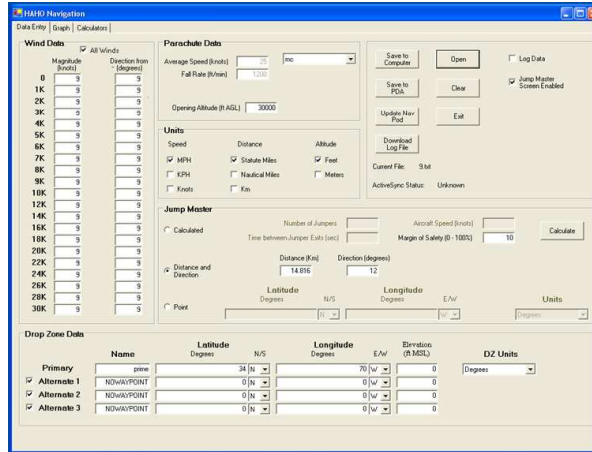 HAHO Navigation
Data Entry Graph Calculators
Wind Data
All Winds
Magnitude (knots) Direction from (degrees)
0 9 9
1K 9 9
2K 9 9
3K 9 9
4K 9 9
5K 9 9
6K 9 9
7K 9 9
8K 9 9
9K 9 9
10K 9 9
12K 9 9
14K 9 9
16K 9 9
18K 9 9
20K 9 9
22K 9 9
24K 9 9
26K 9 9
28K 9 9
30K 9 9
Parachute Data
Average Speed (knots) 25 mc
Fall Rate (ft/min) 1200
Opening Altitude (ft AGL) 30000
Units
Speed Distance Altitude
MPH Statute Miles Feet
KPH Nautical Miles Meters
Knots Km
Save to Computer Open Log Data
Save to PDA Clear Jump Master Screen Enabled
Update Nav Pod Exit
Download Log File
Current File: 9.txt
ActiveSync Status: Unknown
Jump Master
Calculated
Number of Jumpers Aircraft Speed (knots)
Time between Jumper Exits (sec) Margin of Safety (0 - 100%) 10 Calculate
Distance (Km) Direction (degrees)
Distance and Direction 14.816 12
Latitude Longitude
Degrees N/S Degrees E/W Units
Point N W Degrees
Drop Zone Data
Latitude Longitude Elevation
Name Degrees N/S Degrees E/W (ft MSL) DZ Units
Primary prime 34 N 70 W 0 Degrees
Alternate 1 NOWAYPOINT 0 N 0 W 0
Alternate 2 NOWAYPOINT 0 N 0 W 0
Alternate 3 NOWAYPOINT 0 N 0 W 0